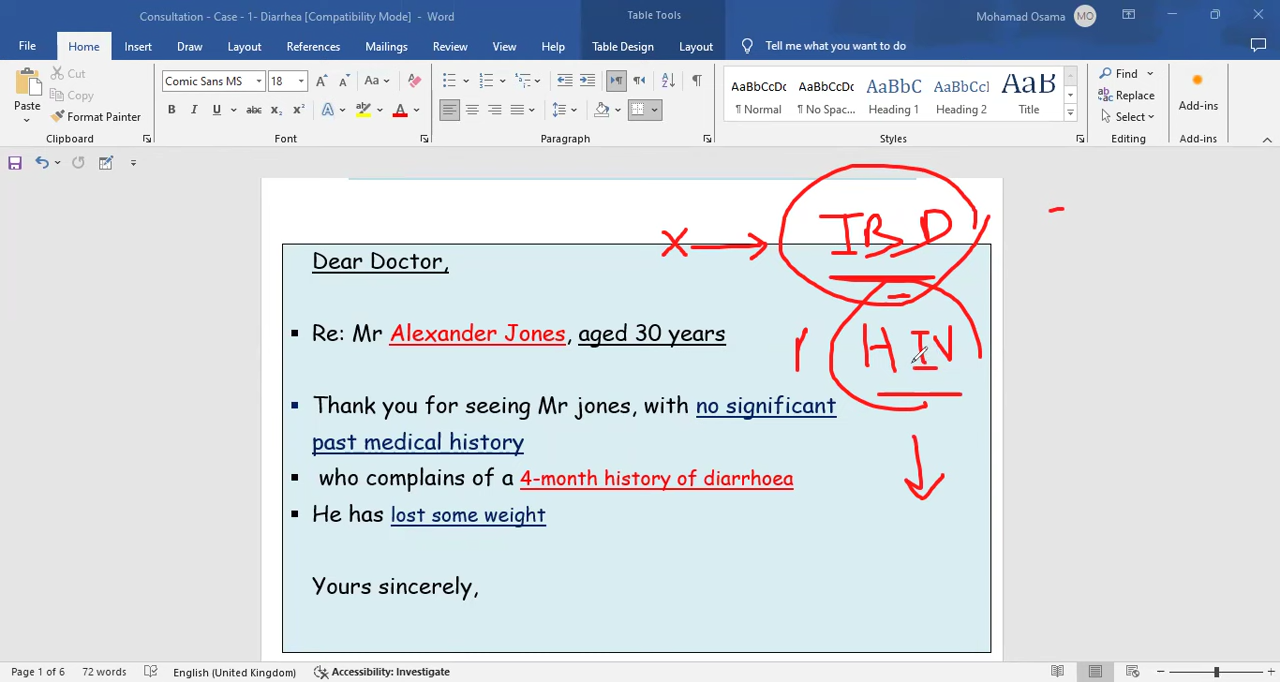 Consultation - Case - 1- Diarrhea [Compatibility Mode] - Word
Table Tools
Mohamad Osama MO
File Home Insert Draw Layout References Mailings Review View Help Table Design Layout Tell me what you want to do
Paste
Cut
Copy
Format Painter
Clipboard
Comic Sans MS 18
Font
Paragraph
AaBbCcDc ¶ Normal
AaBbCcDc ¶ No Spac...
AaBbC Heading 1
AaBbCc Heading 2
AaB Title
Styles
Find
Replace
Select
Editing
Add-ins
Add-ins
X → IBD
Dear Doctor,
Re: Mr Alexander Jones, aged 30 years
HIV
Thank you for seeing Mr jones, with no significant
past medical history
who complains of a 4-month history of diarrhoea
He has lost some weight
Yours sincerely,
Page 1 of 6 72 words English (United Kingdom) Accessibility: Investigate